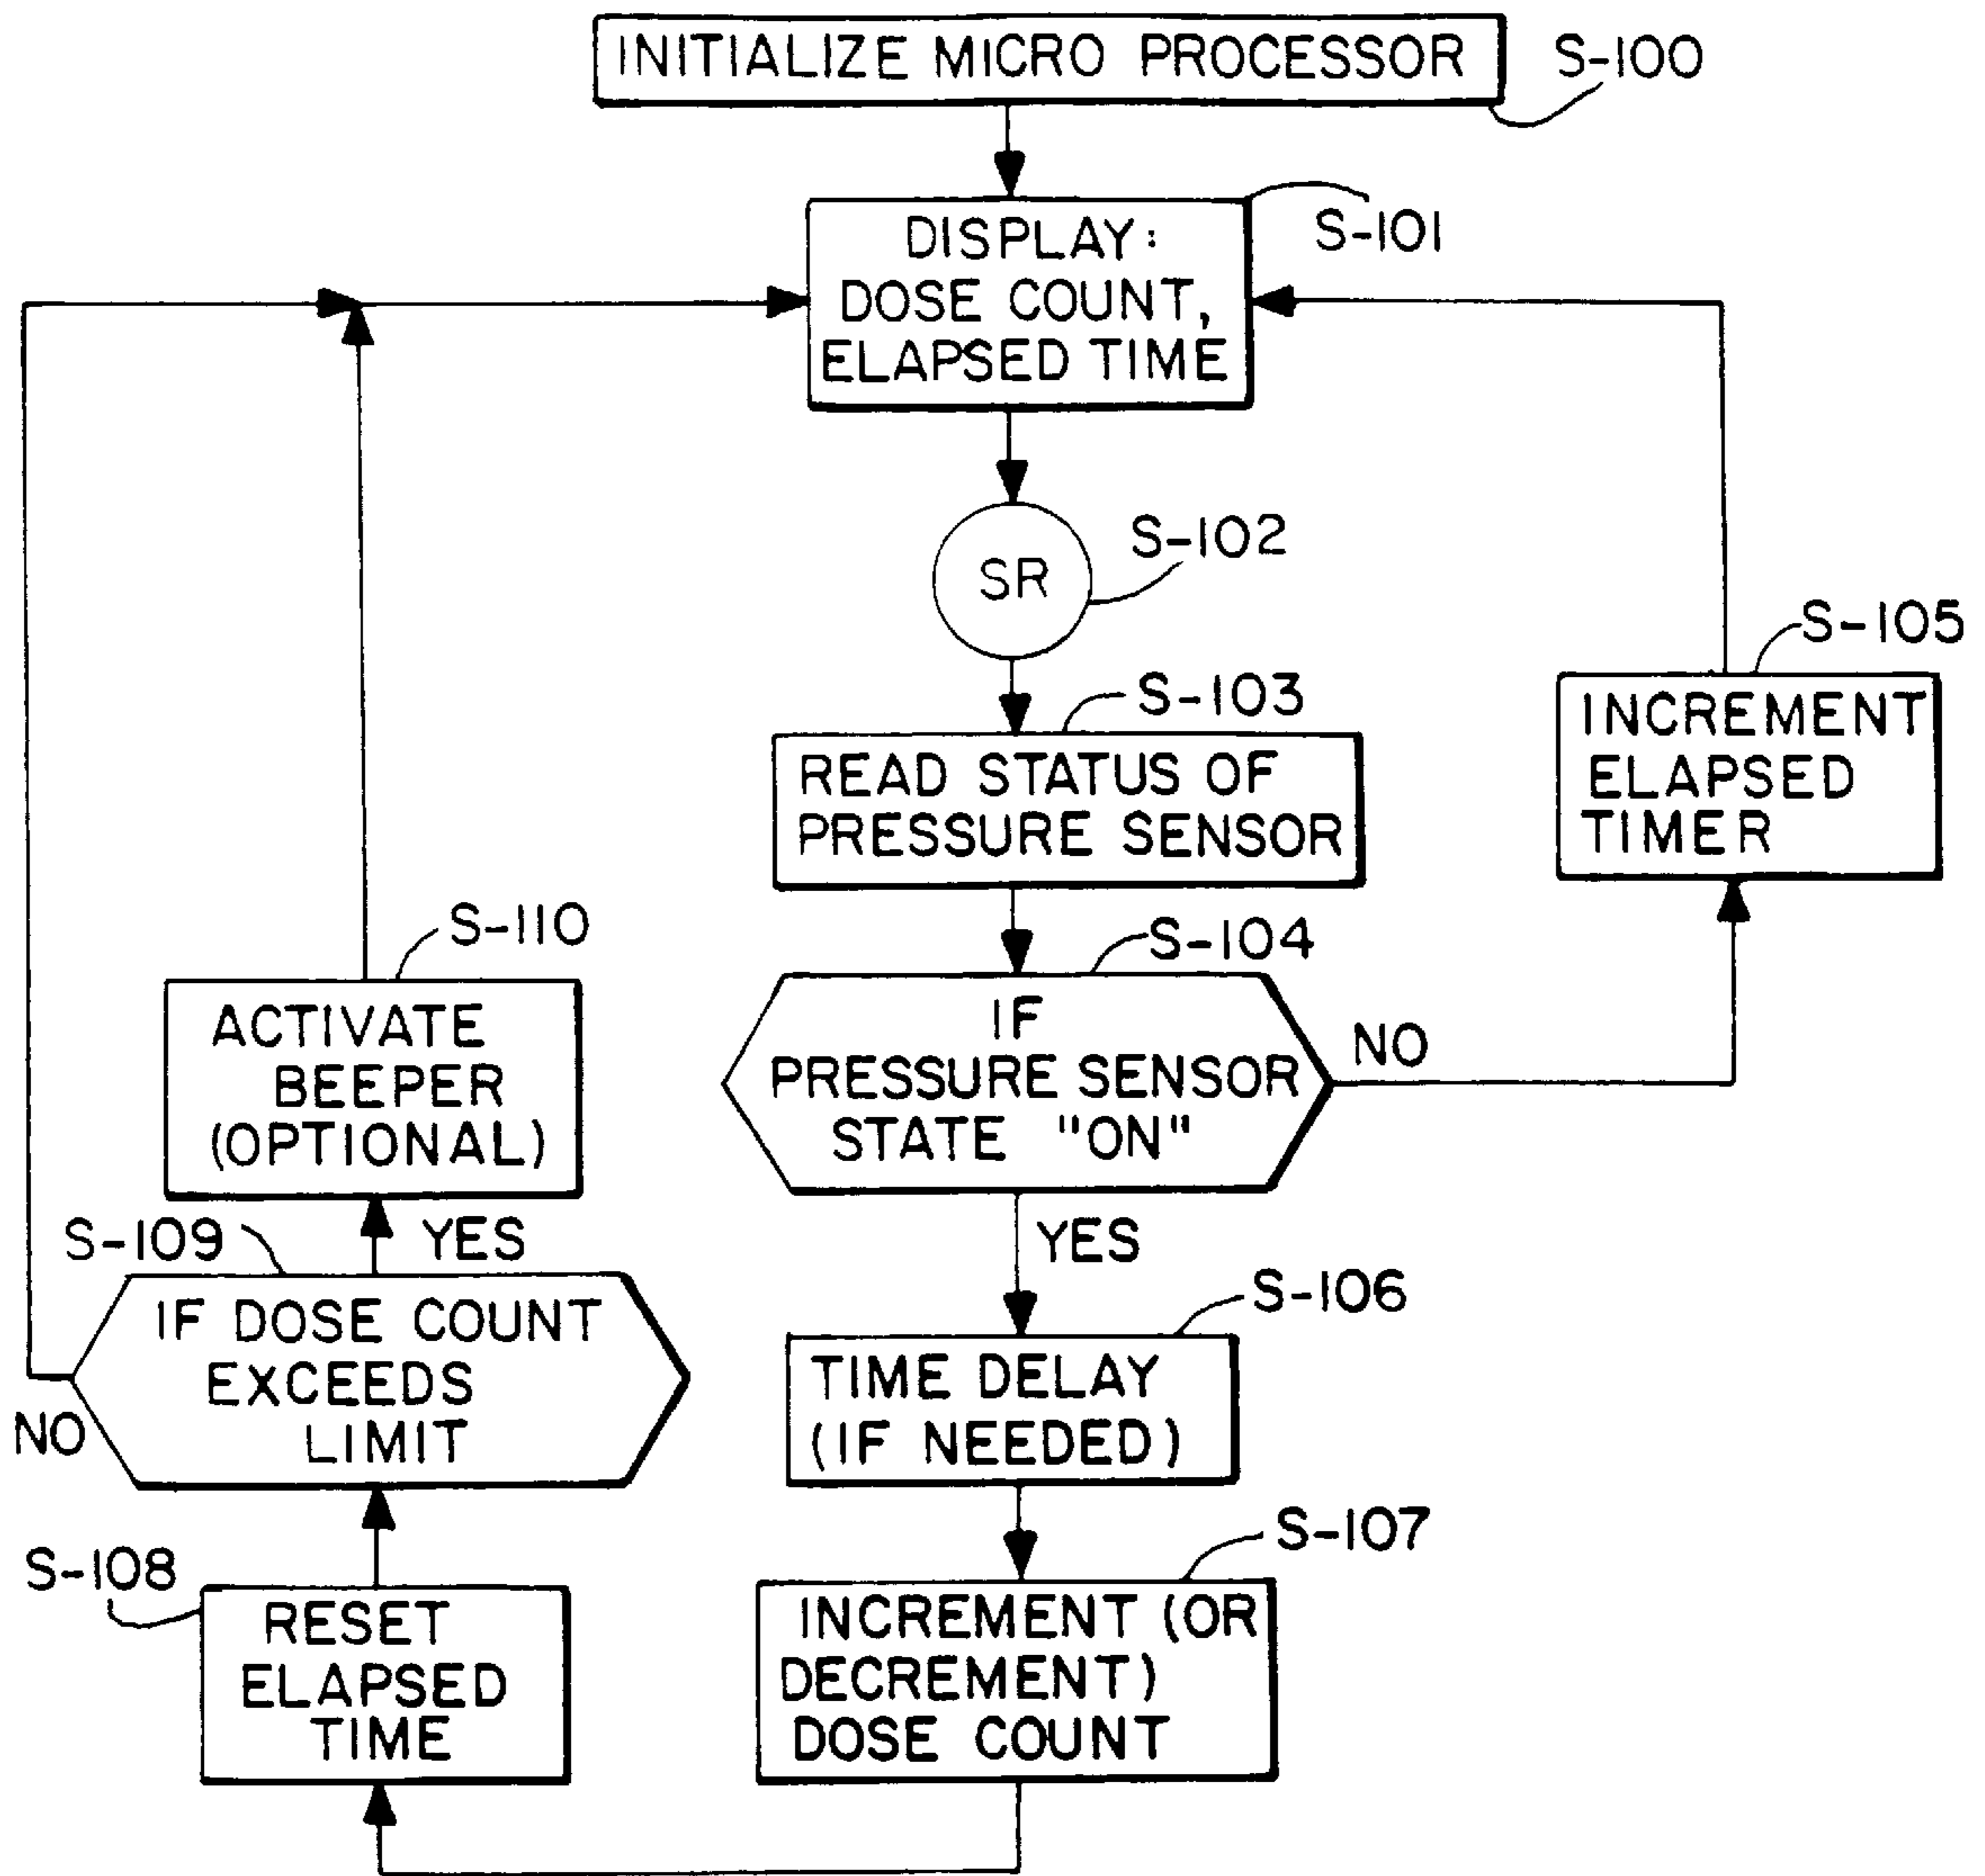 INITIALIZE MICRO PROCESSOR
S-100
DISPLAY:
DOSE COUNT,
ELAPSED TIME
S-101
SR
S-102
S-103
READ STATUS OF
PRESSURE SENSOR
S-105
INCREMENT
ELAPSED
TIMER
S-104
IF
PRESSURE SENSOR
STATE "ON"
NO
YES
S-106
TIME DELAY
(IF NEEDED)
S-107
INCREMENT (OR
DECREMENT)
DOSE COUNT
S-108
RESET
ELAPSED
TIME
S-109
IF DOSE COUNT
EXCEEDS
LIMIT
NO
YES
S-110
ACTIVATE
BEEPER
(OPTIONAL)